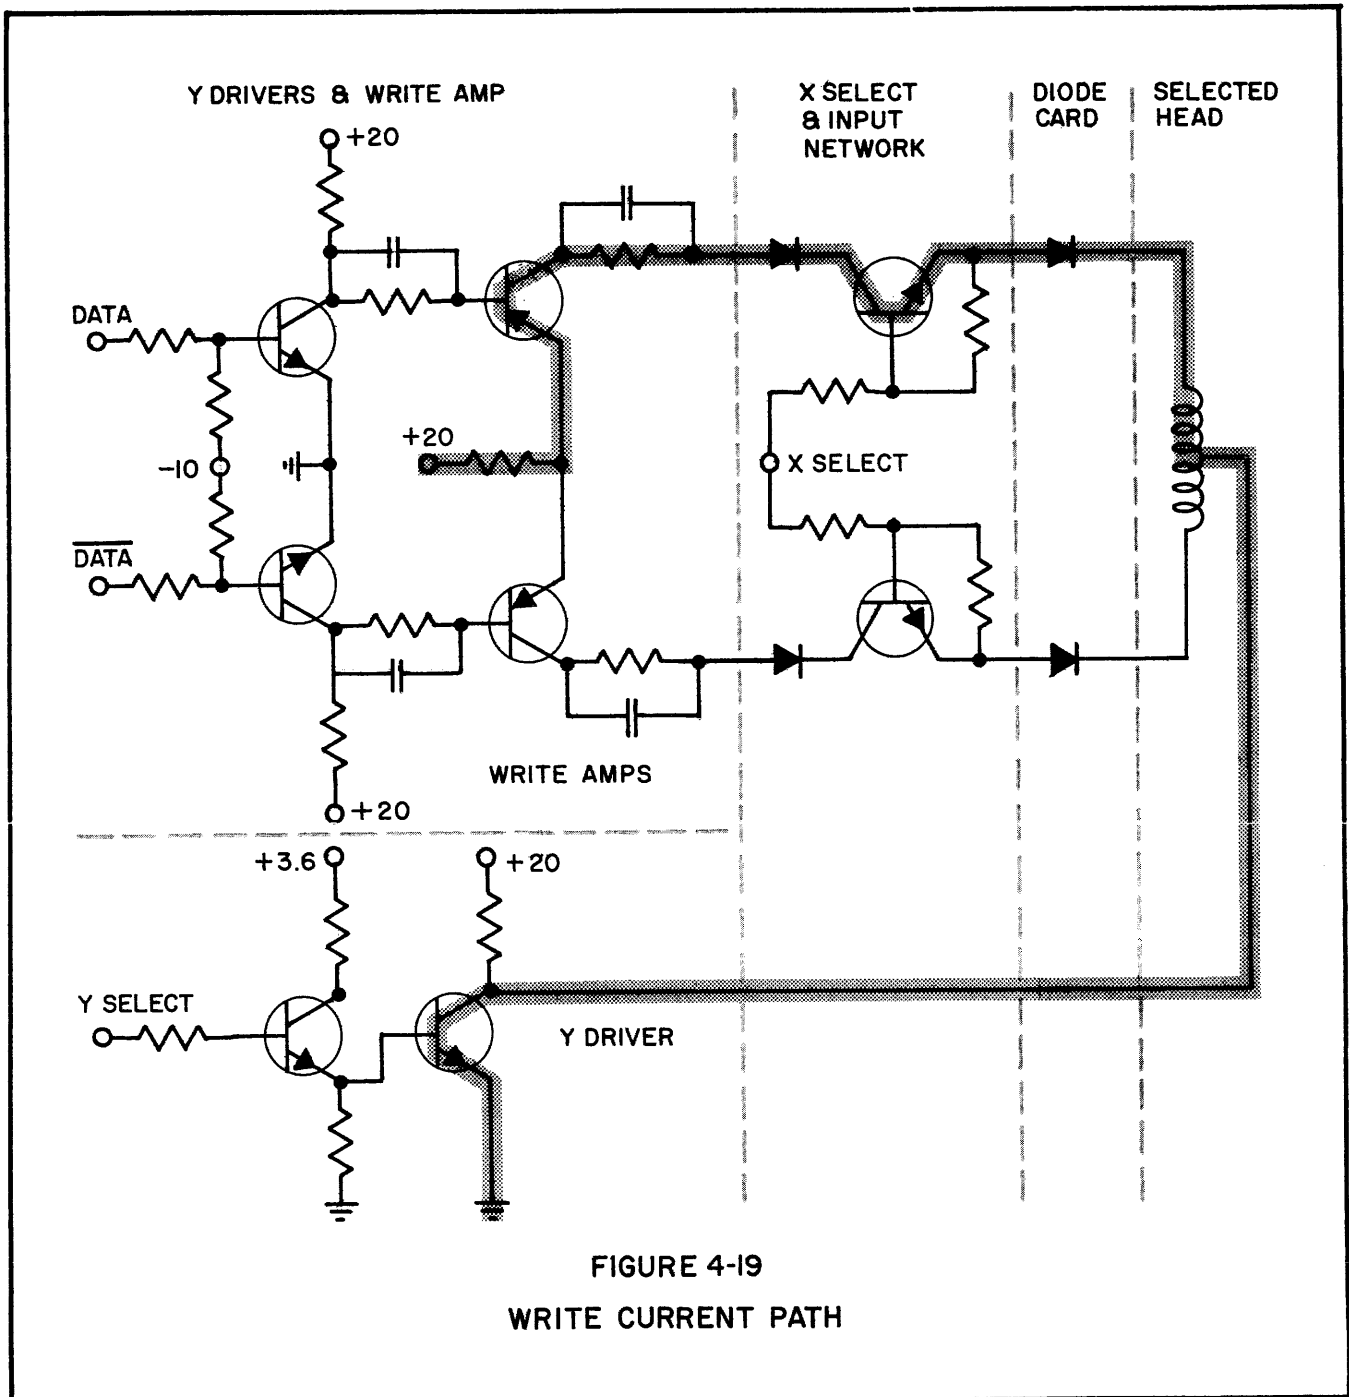 Y DRIVERS & WRITE AMP
X SELECT
& INPUT
NETWORK
DIODE
CARD
SELECTED
HEAD
+20
DATA
+20
-10
X SELECT
DATA
WRITE AMPS
+20
+3.6
+20
Y SELECT
Y DRIVER
FIGURE 4-19
WRITE CURRENT PATH